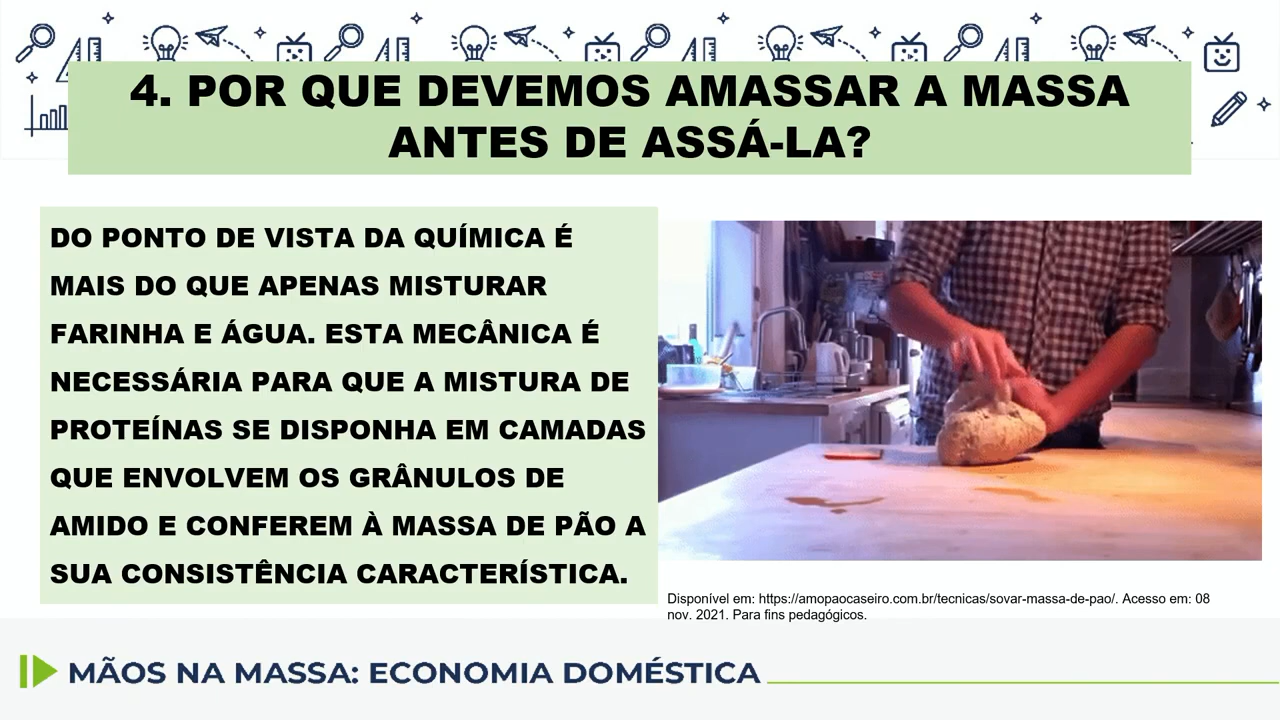 4. POR QUE DEVEMOS AMASSAR A MASSA
ANTES DE ASSÁ-LA?
DO PONTO DE VISTA DA QUÍMICA É
MAIS DO QUE APENAS MISTURAR
FARINHA E ÁGUA. ESTA MECÂNICA É
NECESSÁRIA PARA QUE A MISTURA DE
PROTEÍNAS SE DISPONHA EM CAMADAS
QUE ENVOLVEM OS GRÂNULOS DE
AMIDO E CONFEREM À MASSA DE PÃO A
SUA CONSISTÊNCIA CARACTERÍSTICA.
Disponível em: https://amopaocaseiro.com.br/tecnicas/sovar-massa-de-pao/. Acesso em: 08
nov. 2021. Para fins pedagógicos.
MÃOS NA MASSA: ECONOMIA DOMÉSTICA